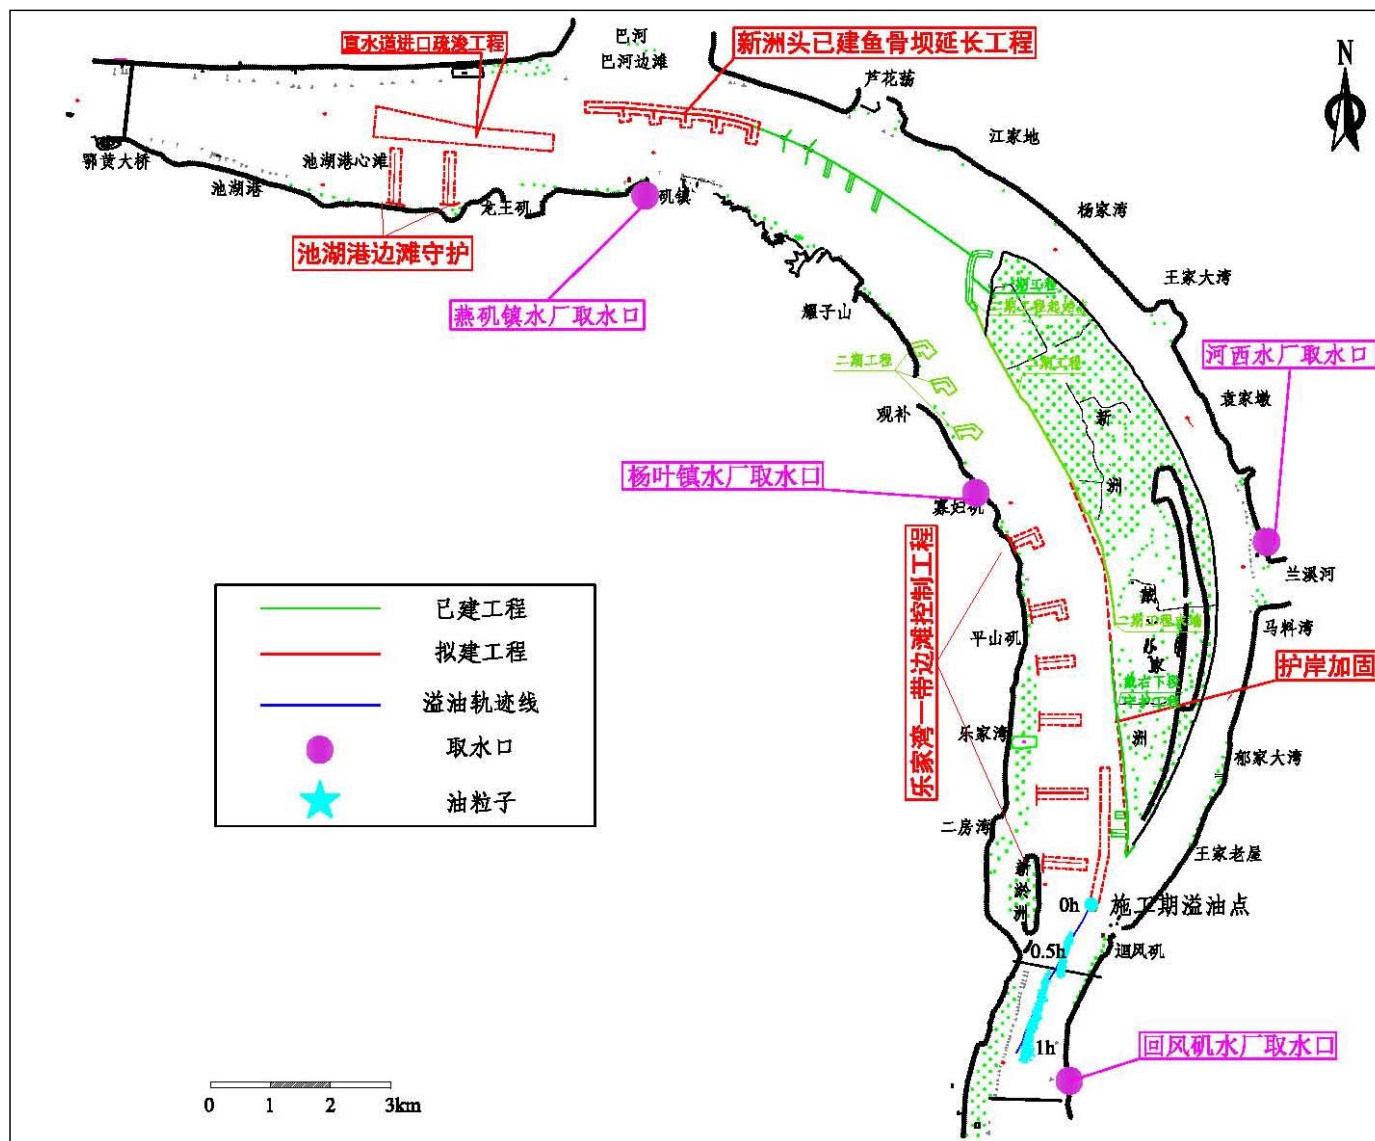 巴河
巴河边滩
直水道进口疏浚工程
新洲头已建鱼骨坝延长工程
N
芦花荡
江家地
鄂黄大桥
池湖港
池湖港心滩
龙王矶
矶镇
杨家湾
池湖港边滩守护
燕矶镇水厂取水口
耀子山
王家大湾
二期工程
河西水厂取水口
观补
袁家墩
新
洲
杨叶镇水厂取水口
寡妇矶
兰溪河
马料湾
乐家湾一带边滩控制工程
平山矶
护岸加固
戴
家
洲
乐家湾
郁家大湾
二房湾
王家老屋
0h
施工期溢油点
0.5h
迴风矶
1h
回风矶水厂取水口
已建工程
拟建工程
溢油轨迹线
取水口
油粒子
0 1 2 3km